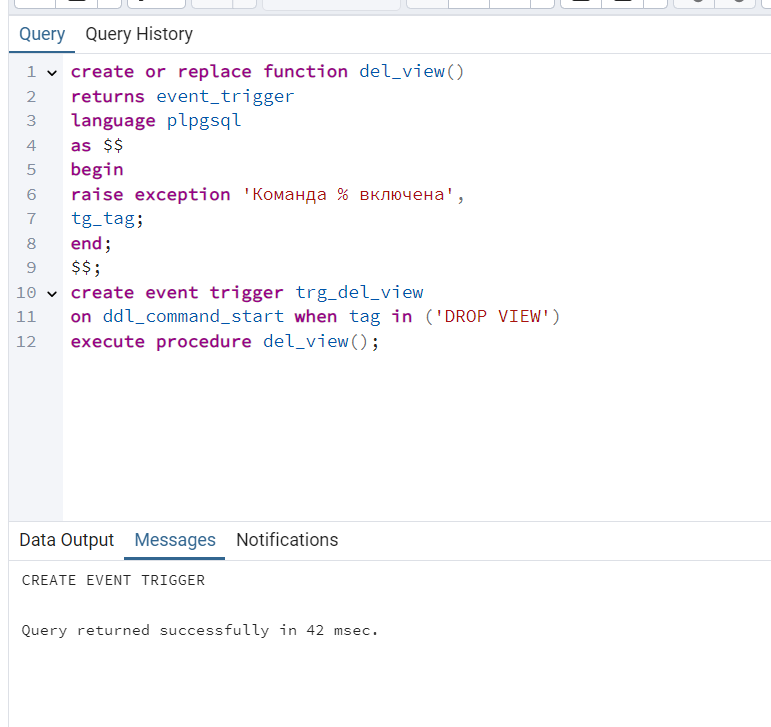 Query Query History
1 create or replace function del_view()
2 returns event_trigger
3 language plpgsql
4 as $$
5 begin
6 raise exception 'Команда % включена',
7 tg_tag;
8 end;
9 $$;
10 create event trigger trg_del_view
11 on ddl_command_start when tag in ('DROP VIEW')
12 execute procedure del_view();
Data Output Messages Notifications
CREATE EVENT TRIGGER
Query returned successfully in 42 msec.